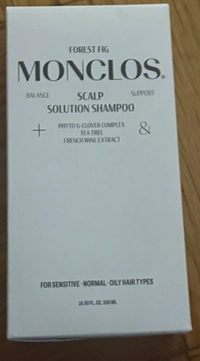 FOREST FIG
MONCLOS®
BALANCE SCALP SUPPORT
SOLUTION SHAMPOO
+ PHYTO G-CLOVER COMPLEX &
TEA TREE
FRENCH WINE EXTRACT
FOR SENSITIVE · NORMAL · OILY HAIR TYPES